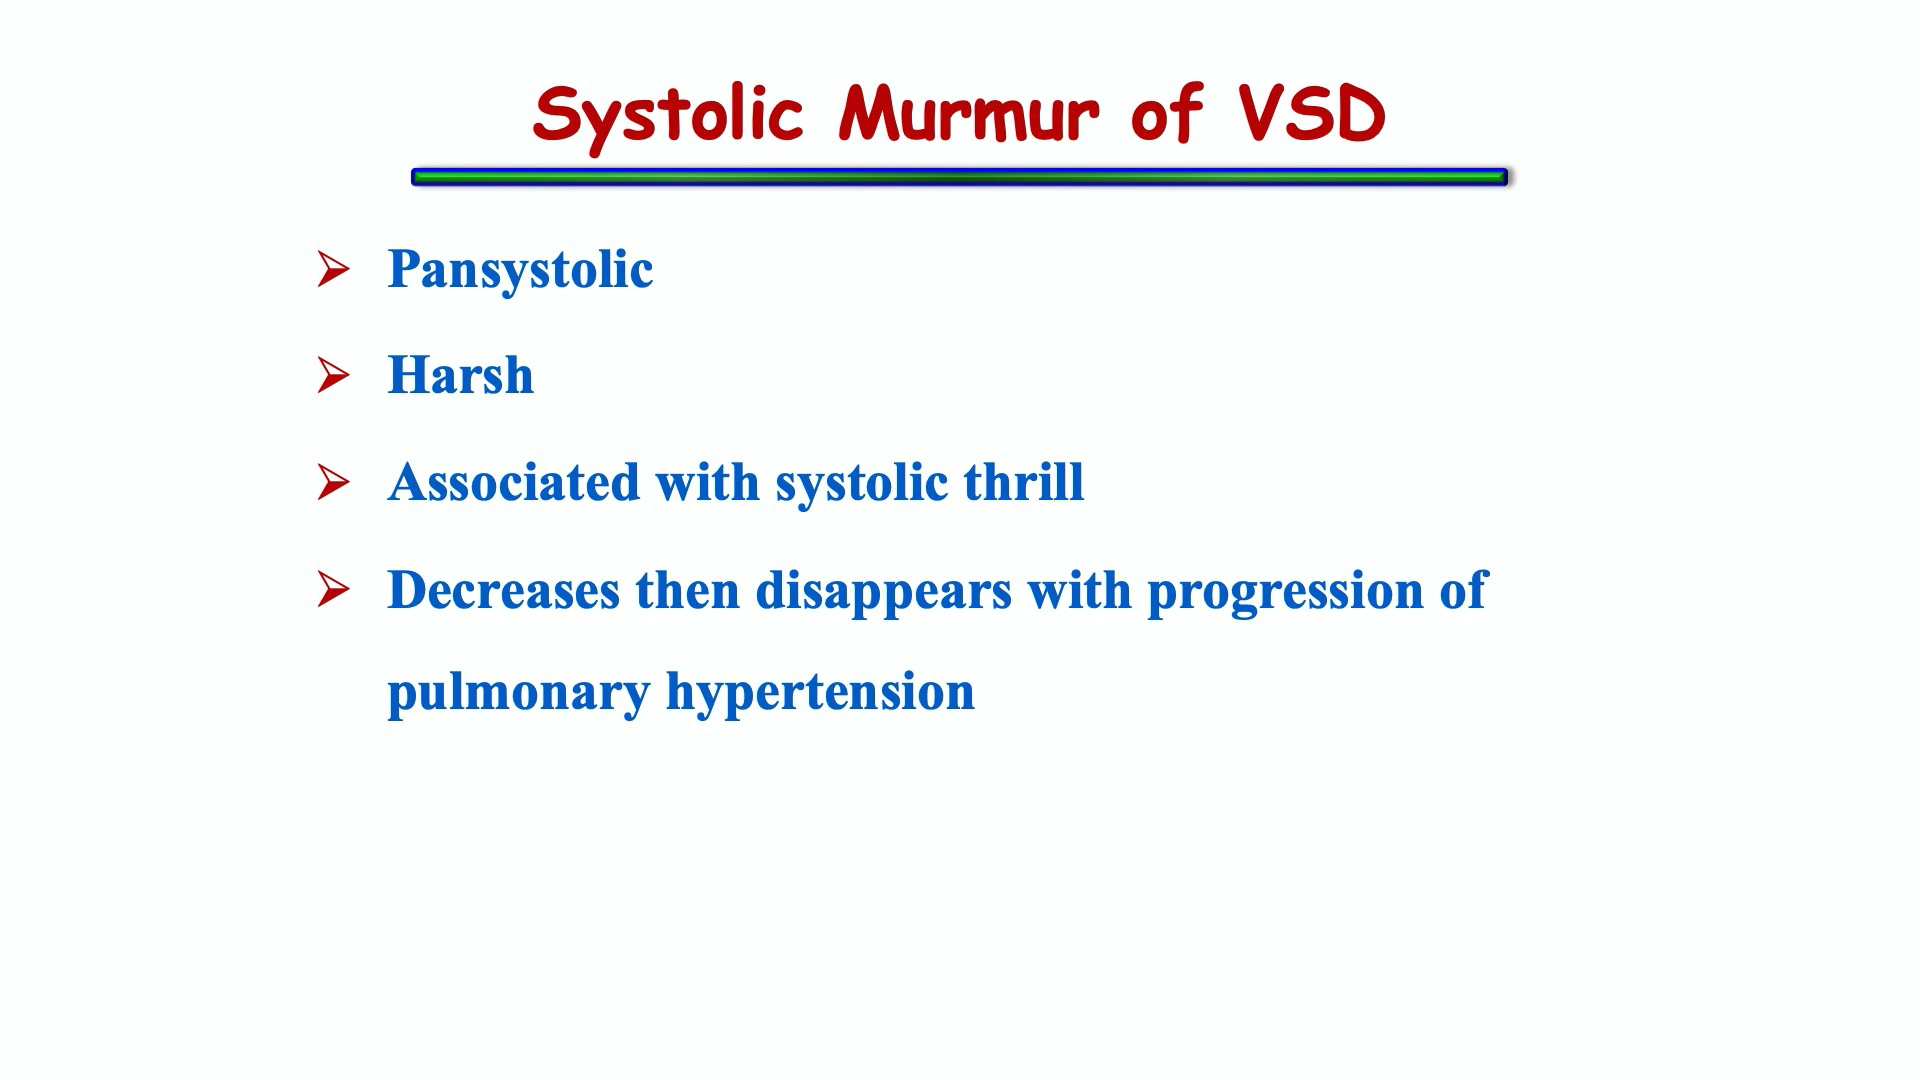 Systolic Murmur of VSD
➢ Pansystolic
➢ Harsh
➢ Associated with systolic thrill
➢ Decreases then disappears with progression of
pulmonary hypertension